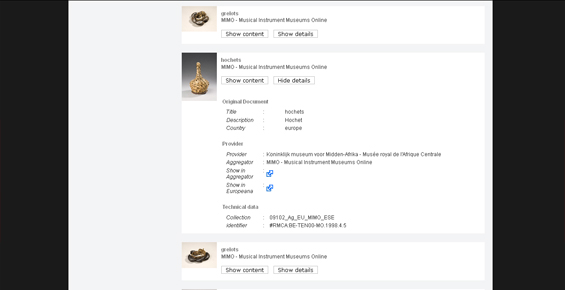 grelots
MIMO - Musical Instrument Museums Online
Show content Show details
hochets
MIMO - Musical Instrument Museums Online
Show content Hide details
Original Document
Title : hochets
Description : Hochet
Country : europe
Provider
Provider : Koninklijk museum voor Midden-Afrika - Musée royal de l'Afrique Centrale
Aggregator : MIMO - Musical Instrument Museums Online
Show in
Aggregator :
Show in
Europeana :
Technical data
Collection : 09102_Ag_EU_MIMO_ESE
Identifier : #RMCA:BE-TEN00-MO.1998.4.5
grelots
MIMO - Musical Instrument Museums Online
Show content Show details